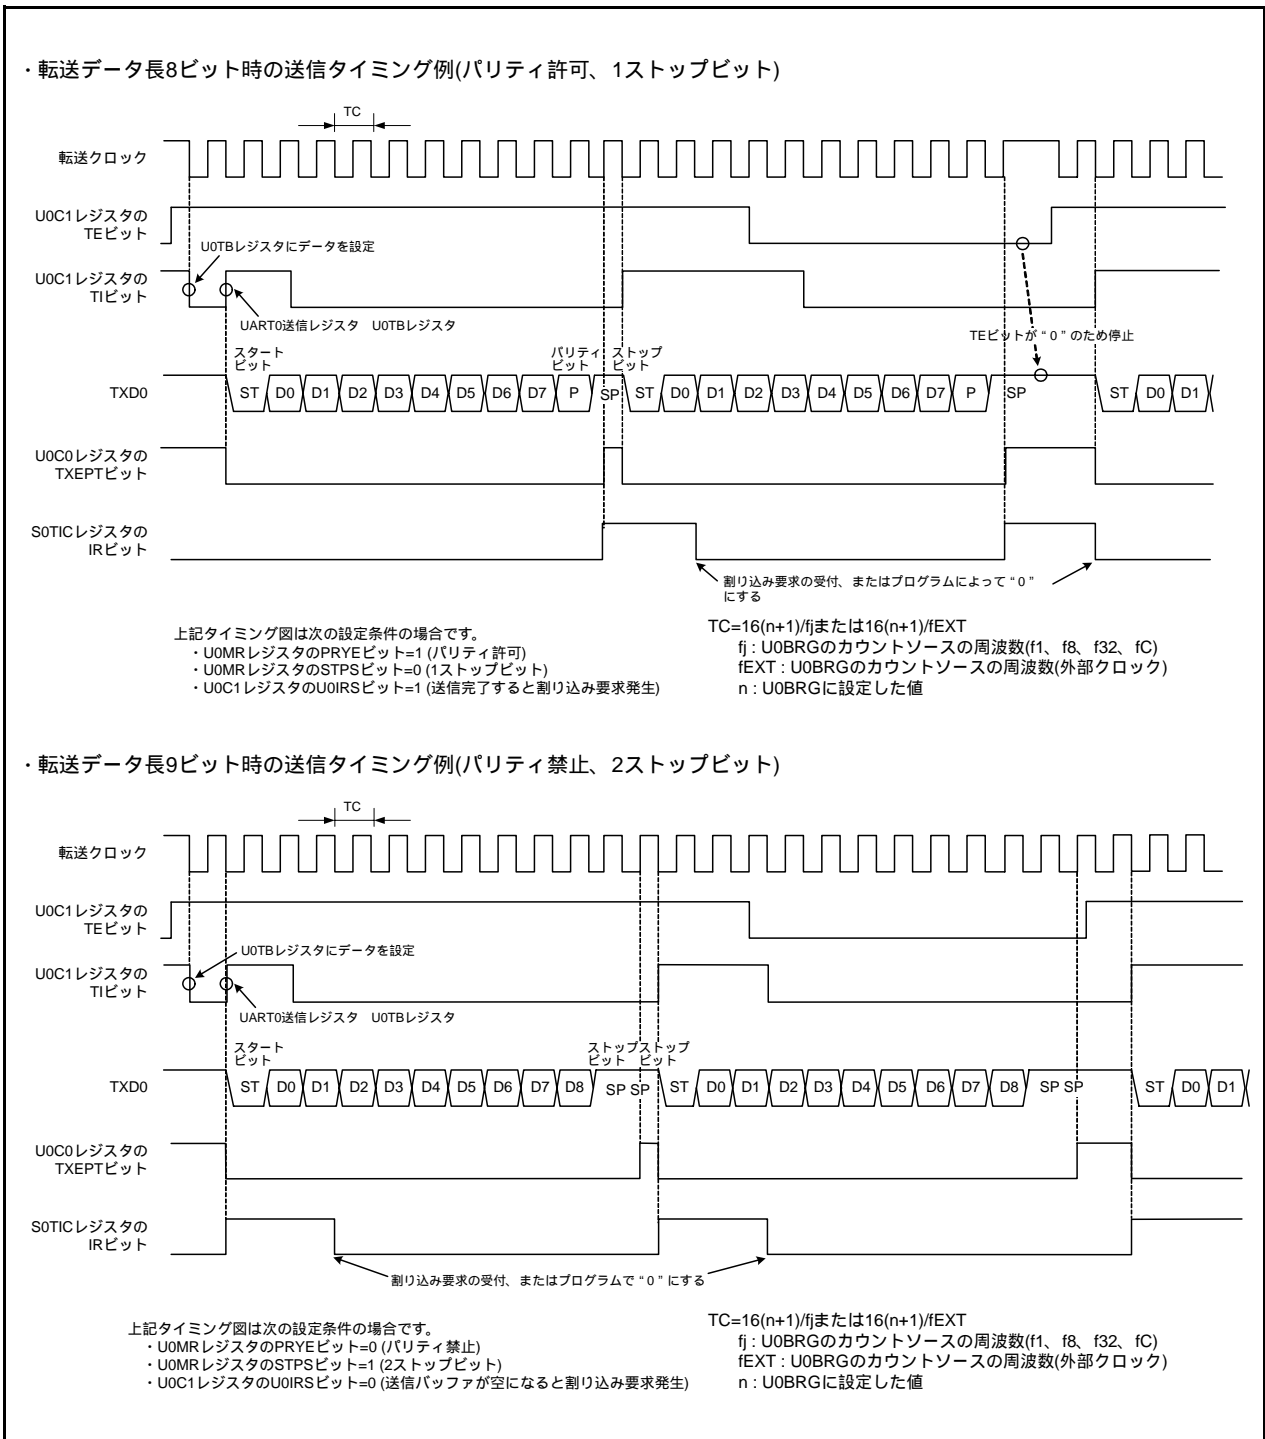 ・転送データ長8ビット時の送信タイミング例(パリティ許可、1ストップビット)
TC
転送クロック
U0C1レジスタの
TEビット
U0TBレジスタにデータを設定
U0C1レジスタの
TIビット
UART0送信レジスタ　U0TBレジスタ
TEビットが“0”のため停止
スタート
ビット
パリティ
ビット
ストップ
ビット
TXD0
ST D0 D1 D2 D3 D4 D5 D6 D7 P SP ST D0 D1 D2 D3 D4 D5 D6 D7 P SP ST D0 D1
U0C0レジスタの
TXEPTビット
S0TICレジスタの
IRビット
割り込み要求の受付、またはプログラムによって“0”
にする
上記タイミング図は次の設定条件の場合です。
・U0MRレジスタのPRYEビット=1 (パリティ許可)
・U0MRレジスタのSTPSビット=0 (1ストップビット)
・U0C1レジスタのU0IRSビット=1 (送信完了すると割り込み要求発生)
TC=16(n+1)/fjまたは16(n+1)/fEXT
fj : U0BRGのカウントソースの周波数(f1、f8、f32、fC)
fEXT : U0BRGのカウントソースの周波数(外部クロック)
n : U0BRGに設定した値
・転送データ長9ビット時の送信タイミング例(パリティ禁止、2ストップビット)
TC
転送クロック
U0C1レジスタの
TEビット
U0TBレジスタにデータを設定
U0C1レジスタの
TIビット
UART0送信レジスタ　U0TBレジスタ
スタート
ビット
ストップ
ビット
ストップ
ビット
TXD0
ST D0 D1 D2 D3 D4 D5 D6 D7 D8 SP SP ST D0 D1 D2 D3 D4 D5 D6 D7 D8 SP SP ST D0 D1
U0C0レジスタの
TXEPTビット
S0TICレジスタの
IRビット
割り込み要求の受付、またはプログラムで“0”にする
上記タイミング図は次の設定条件の場合です。
・U0MRレジスタのPRYEビット=0 (パリティ禁止)
・U0MRレジスタのSTPSビット=1 (2ストップビット)
・U0C1レジスタのU0IRSビット=0 (送信バッファが空になると割り込み要求発生)
TC=16(n+1)/fjまたは16(n+1)/fEXT
fj : U0BRGのカウントソースの周波数(f1、f8、f32、fC)
fEXT : U0BRGのカウントソースの周波数(外部クロック)
n : U0BRGに設定した値